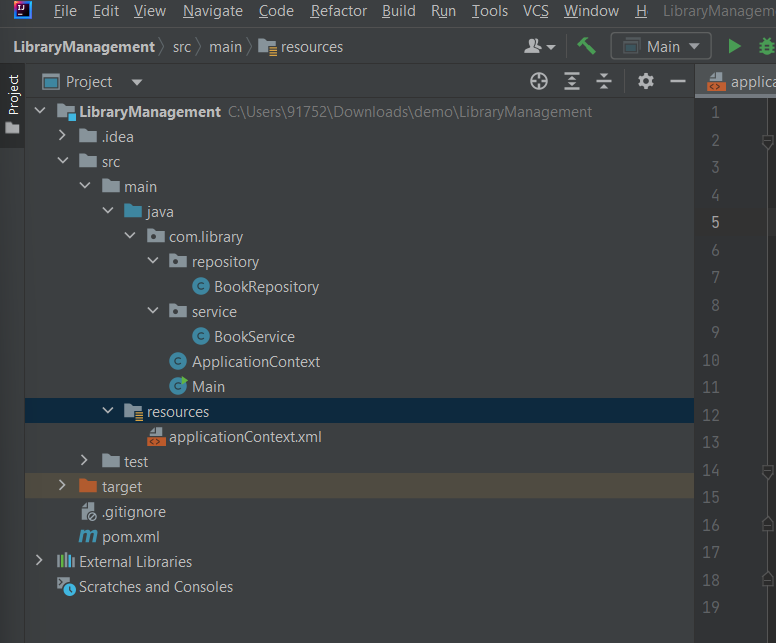 IJ File Edit View Navigate Code Refactor Build Run Tools VCS Window H LibraryManagem
LibraryManagement src main resources Main
Project
Project applica
LibraryManagement C:\Users\91752\Downloads\demo\LibraryManagement
.idea
src
main
java
com.library
repository
C BookRepository
service
C BookService
C ApplicationContext
C Main
resources
applicationContext.xml
test
target
.gitignore
m pom.xml
External Libraries
Scratches and Consoles
1
2
3
4
5
6
7
8
9
10
11
12
13
14
15
16
17
18
19